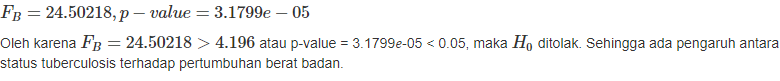 F_B = 24.50218, p − value = 3.1799e − 05
Oleh karena F_B = 24.50218 > 4.196 atau p-value = 3.1799e-05 < 0.05, maka H_0 ditolak. Sehingga ada pengaruh antara
status tuberculosis terhadap pertumbuhan berat badan.